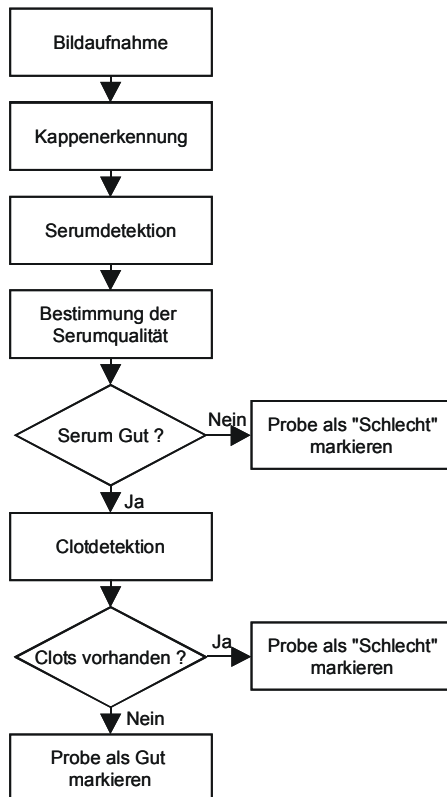 Bildaufnahme
Kappenerkennung
Serumdetektion
Bestimmung der
Serumqualität
Serum Gut ?
Nein
Probe als "Schlecht"
markieren
Ja
Clotdetektion
Clots vorhanden ?
Ja
Probe als "Schlecht"
markieren
Nein
Probe als Gut
markieren